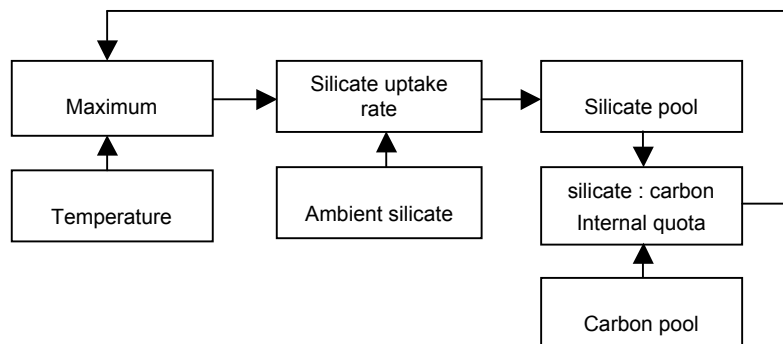 Maximum
Silicate uptake
rate
Silicate pool
Temperature
Ambient silicate
silicate : carbon
Internal quota
Carbon pool